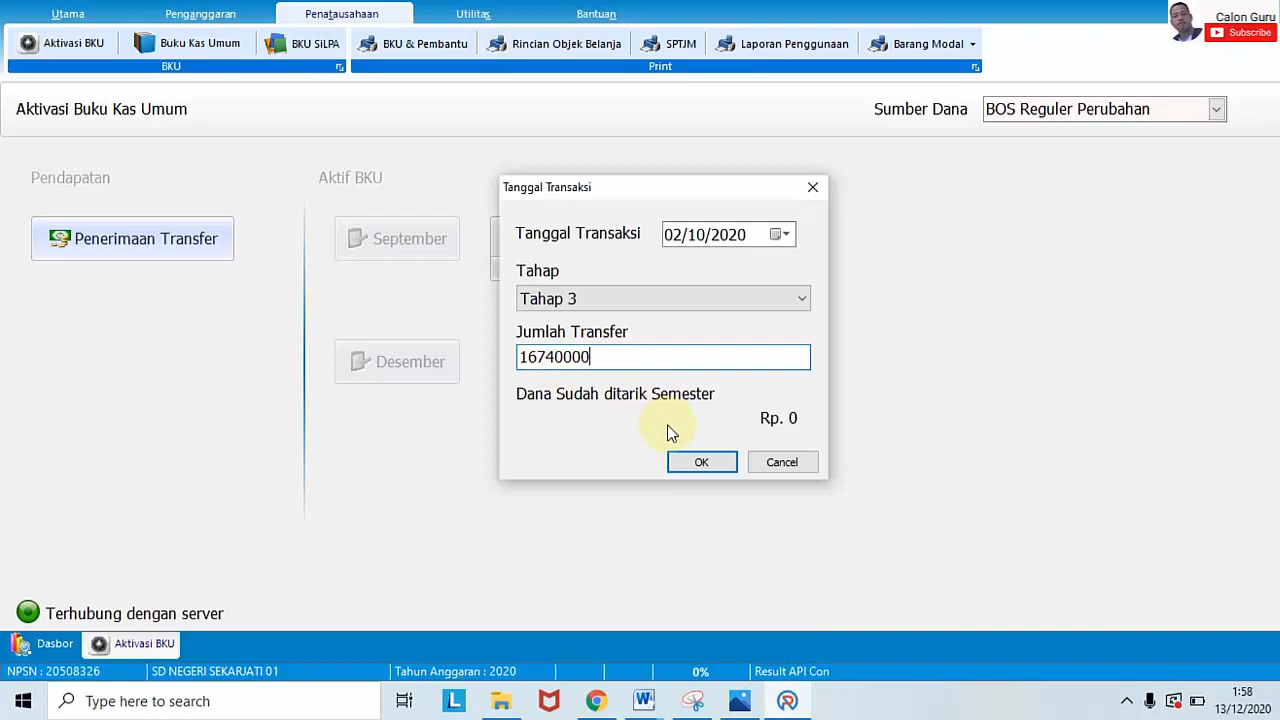 Utama
Penganggaran
Penatausahaan
Utilitas
Bantuan
Calon Guru
Subscribe
Aktivasi BKU
Buku Kas Umum
BKU SiLPA
BKU & Pembantu
Rincian Objek Belanja
SPTJM
Laporan Penggunaan
Barang Modal
BKU
Print
Aktivasi Buku Kas Umum
Sumber Dana
BOS Reguler Perubahan
Pendapatan
Aktif BKU
Penerimaan Transfer
September
Desember
Tanggal Transaksi
Tanggal Transaksi
02/10/2020
Tahap
Tahap 3
Jumlah Transfer
16740000
Dana Sudah ditarik Semester
Rp. 0
OK
Cancel
Terhubung dengan server
Dasbor
Aktivasi BKU
NPSN : 20508326
SD NEGERI SEKARJATI 01
Tahun Anggaran : 2020
0%
Result API Con
Type here to search
1:58
13/12/2020